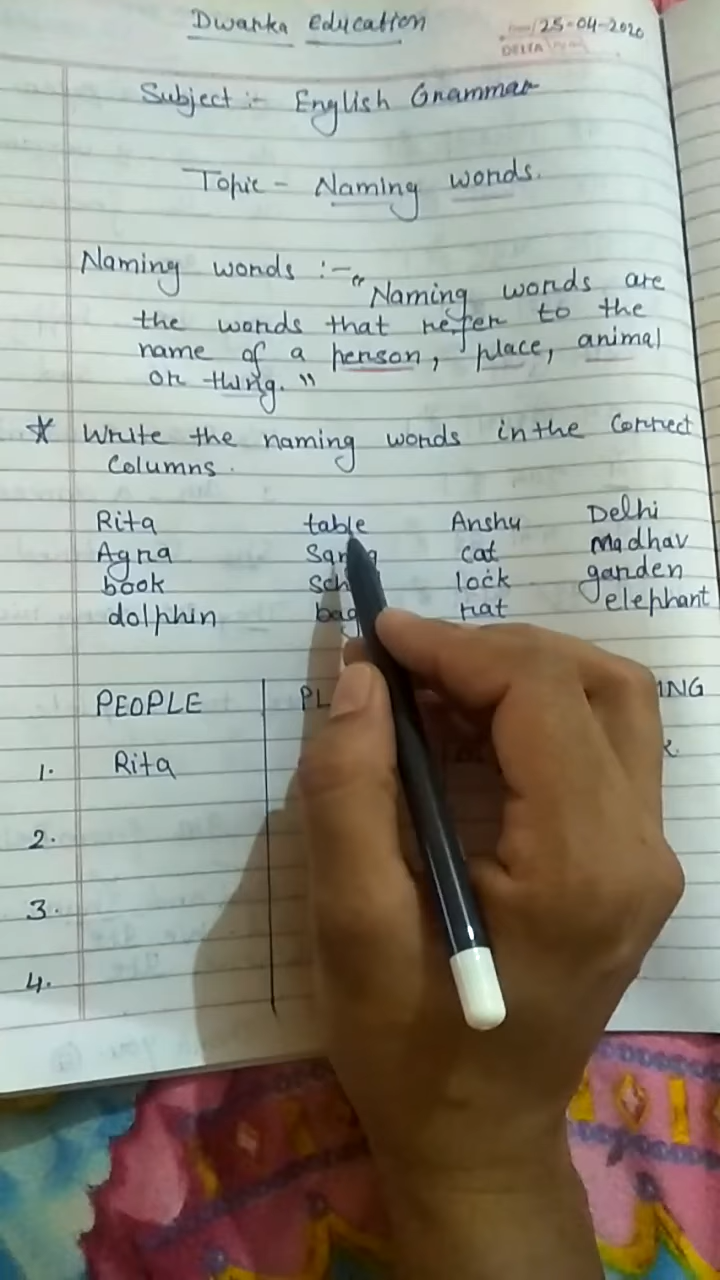 Dwarka Education
25-04-2020
DELTA
Subject :- English Grammar
Topic - Naming words.
Naming words :- "Naming words are
the words that refer to the
name of a person, place, animal
or thing."
* Write the naming words in the correct
columns.
Rita table Anshu Delhi
Agra cat Madhav
book lock garden
dolphin bag rat elephant
PEOPLE
1. Rita
2.
3.
4.